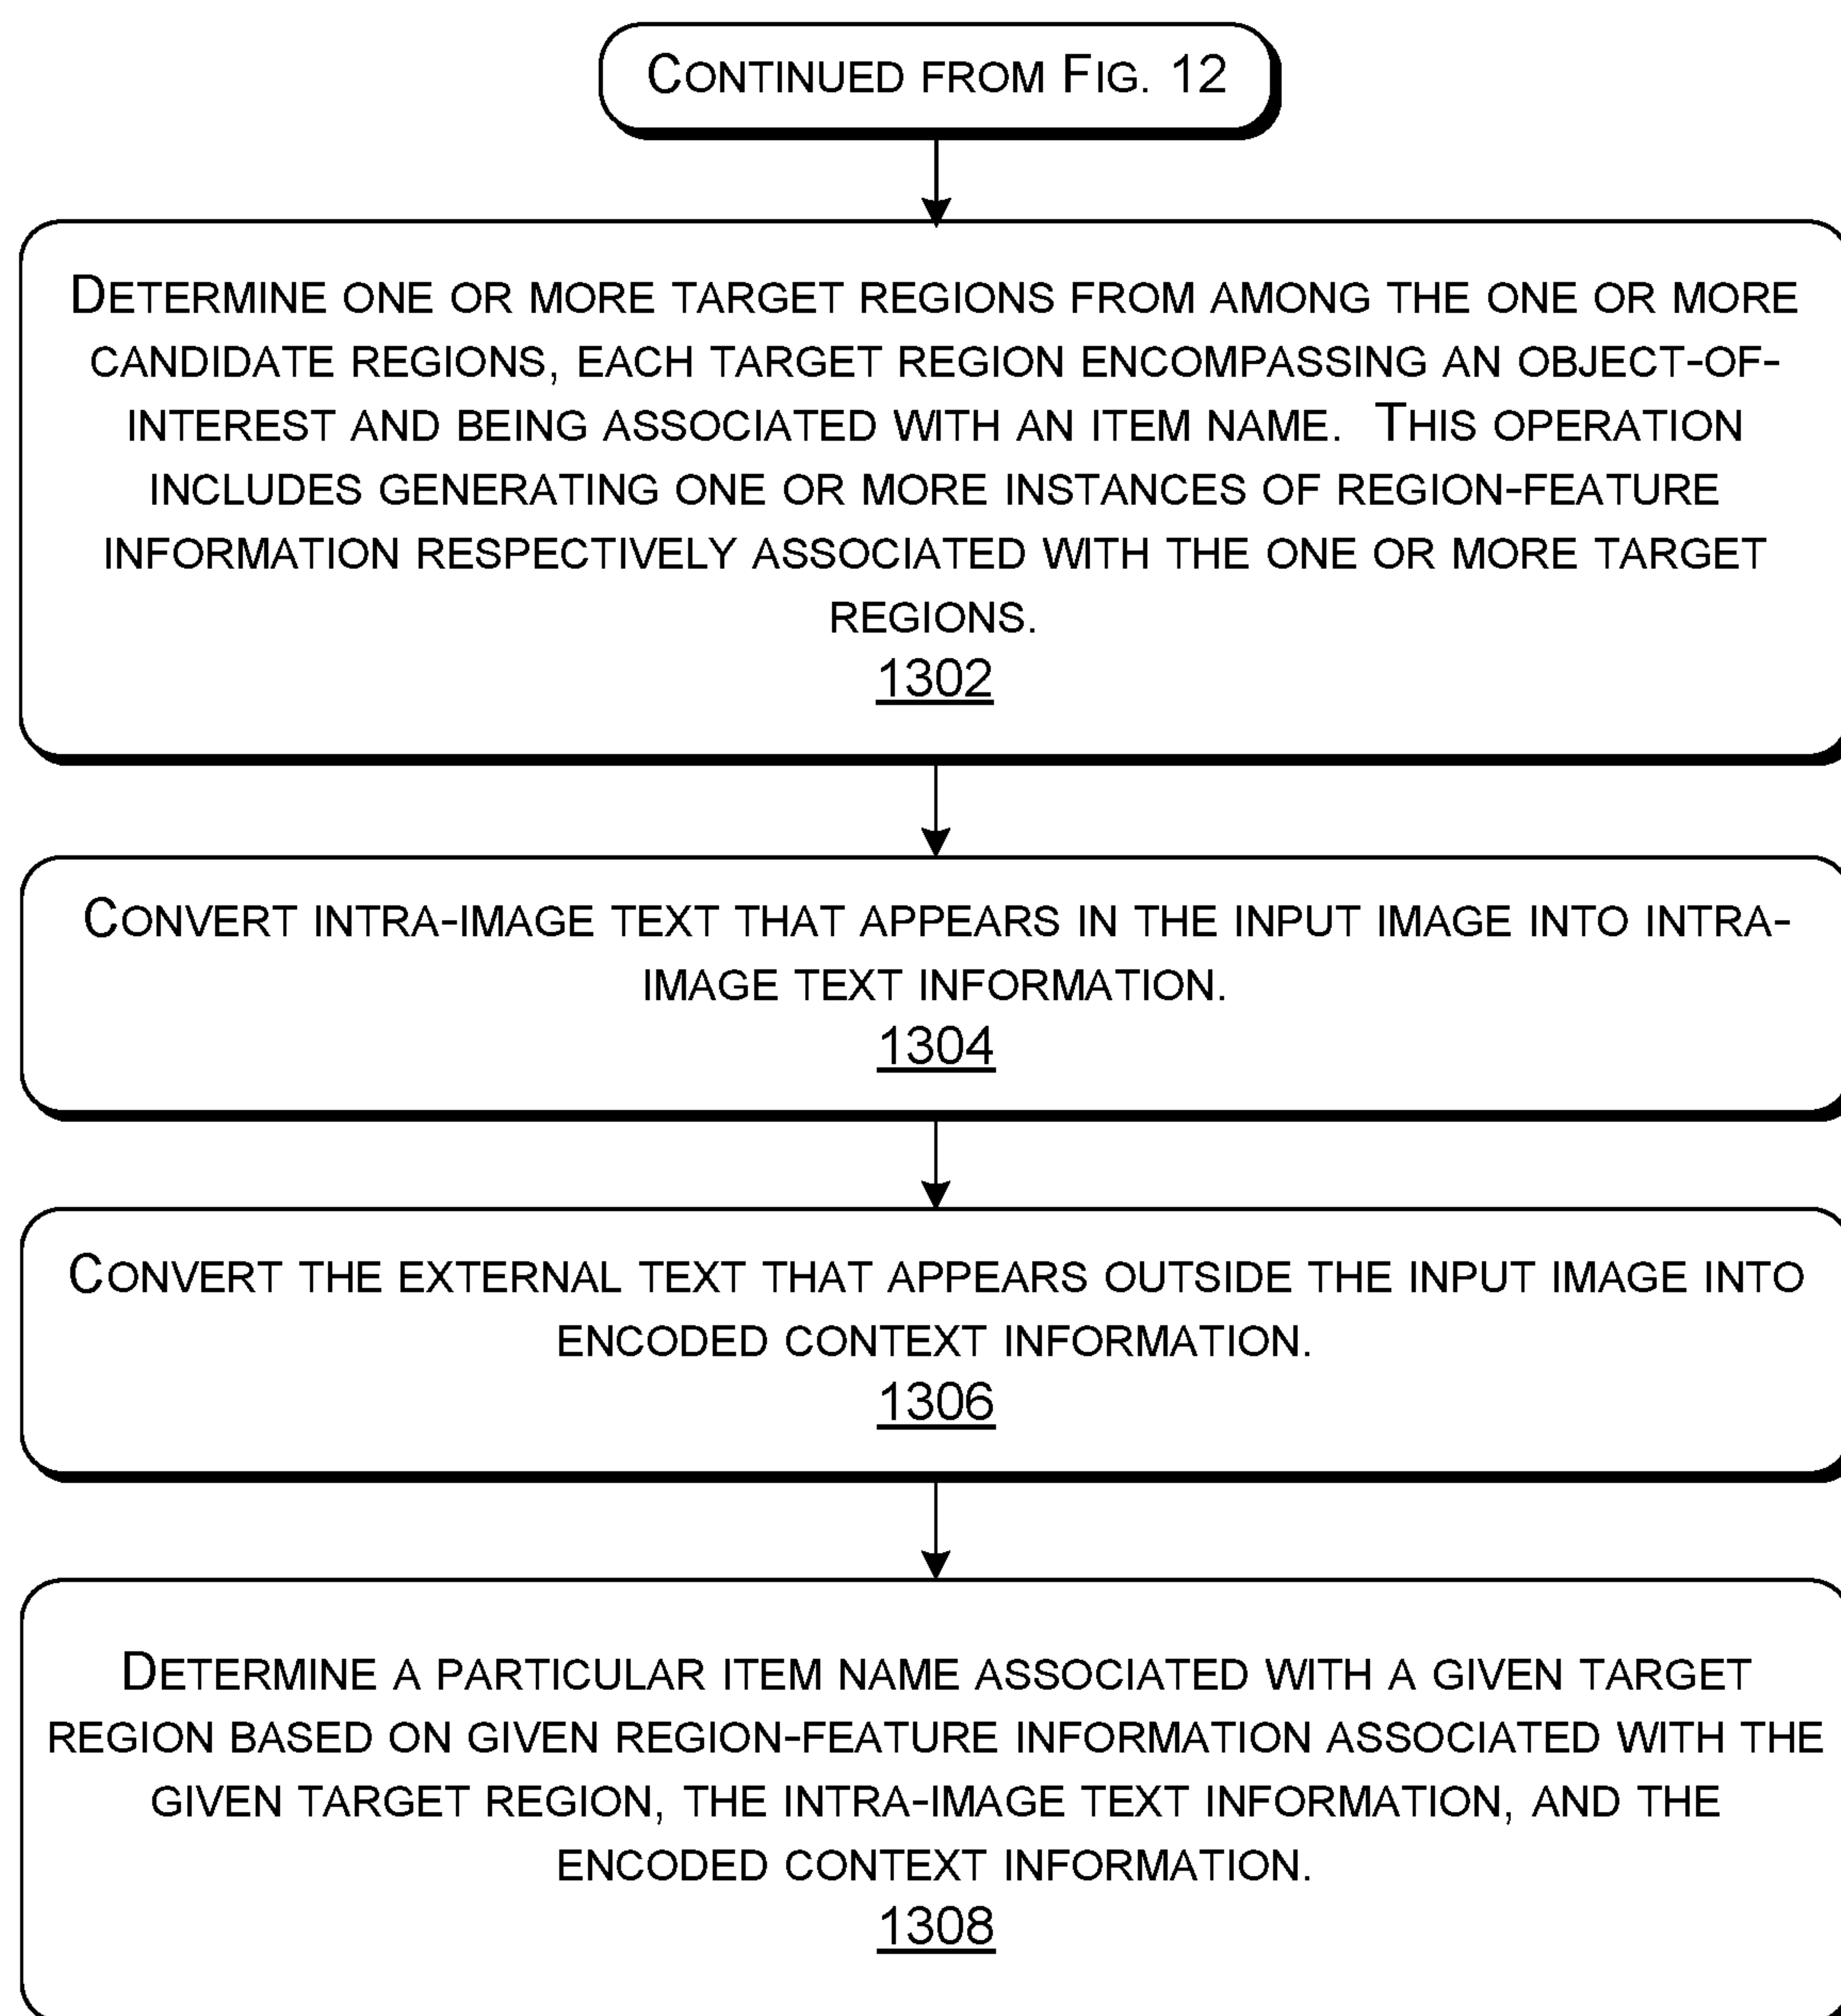 CONTINUED FROM FIG. 12
DETERMINE ONE OR MORE TARGET REGIONS FROM AMONG THE ONE OR MORE
CANDIDATE REGIONS, EACH TARGET REGION ENCOMPASSING AN OBJECT-OF-
INTEREST AND BEING ASSOCIATED WITH AN ITEM NAME. THIS OPERATION
INCLUDES GENERATING ONE OR MORE INSTANCES OF REGION-FEATURE
INFORMATION RESPECTIVELY ASSOCIATED WITH THE ONE OR MORE TARGET
REGIONS.
1302
CONVERT INTRA-IMAGE TEXT THAT APPEARS IN THE INPUT IMAGE INTO INTRA-
IMAGE TEXT INFORMATION.
1304
CONVERT THE EXTERNAL TEXT THAT APPEARS OUTSIDE THE INPUT IMAGE INTO
ENCODED CONTEXT INFORMATION.
1306
DETERMINE A PARTICULAR ITEM NAME ASSOCIATED WITH A GIVEN TARGET
REGION BASED ON GIVEN REGION-FEATURE INFORMATION ASSOCIATED WITH THE
GIVEN TARGET REGION, THE INTRA-IMAGE TEXT INFORMATION, AND THE
ENCODED CONTEXT INFORMATION.
1308